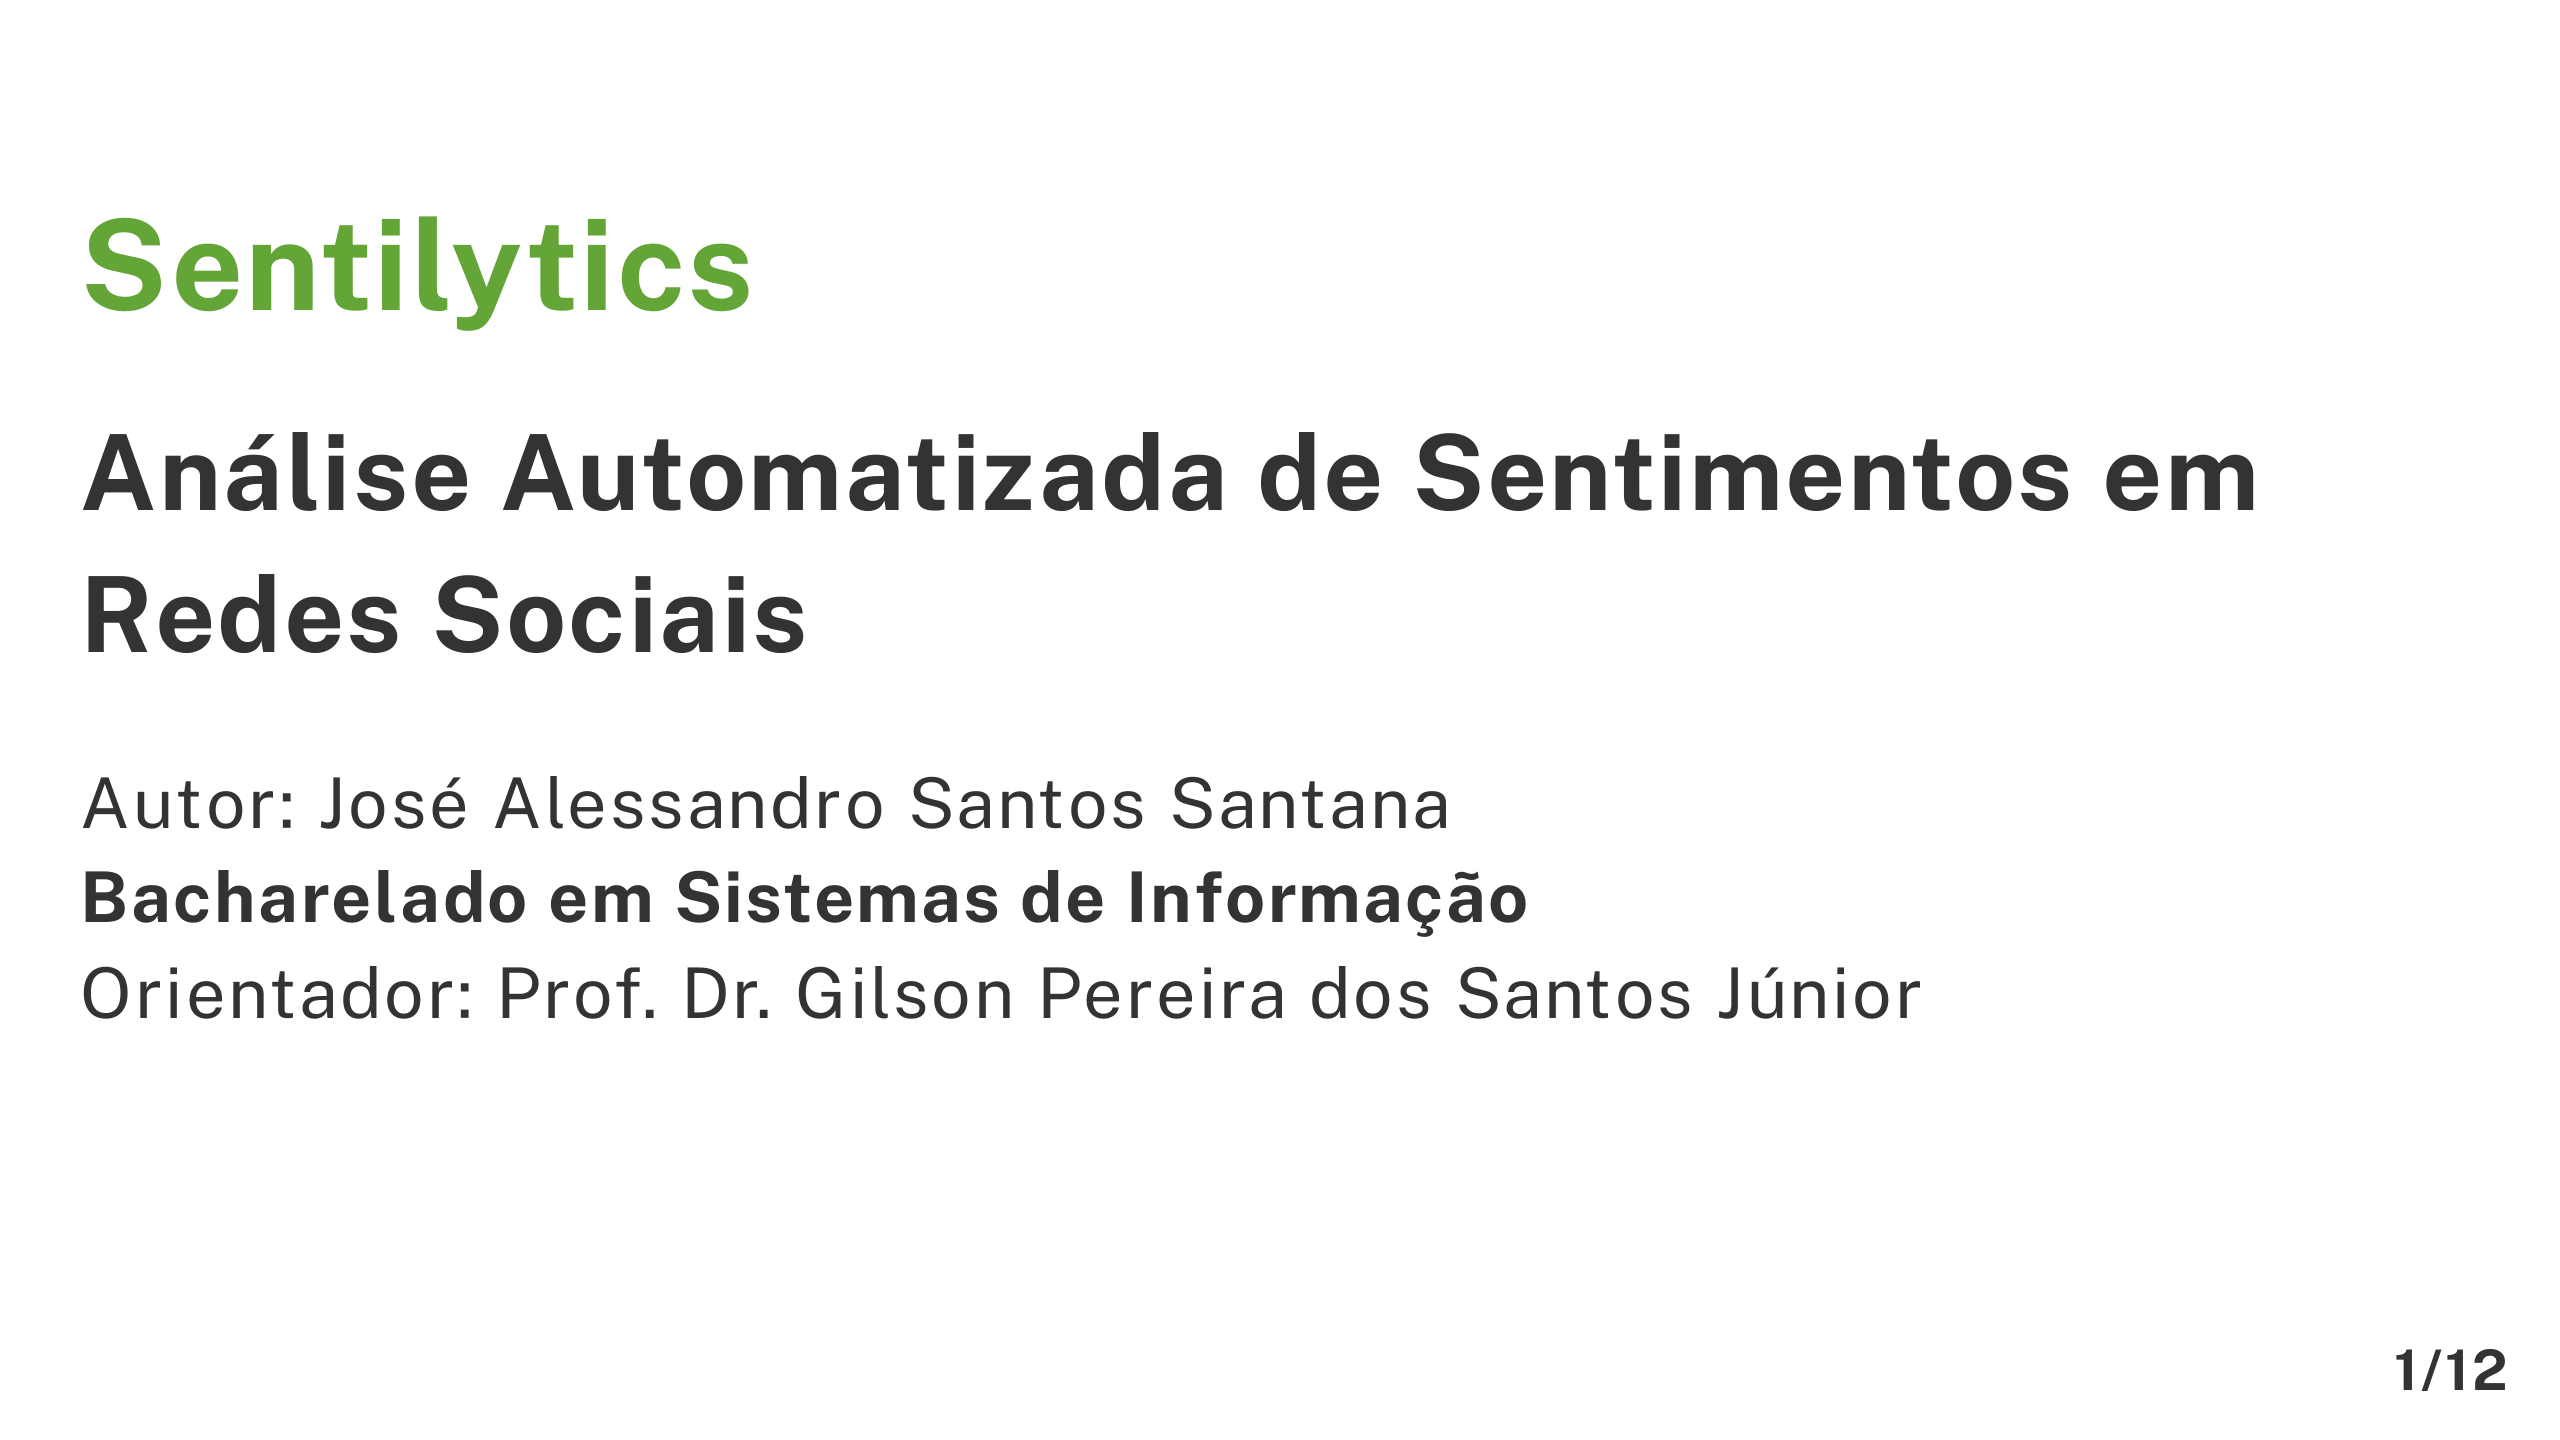 Sentilytics
Análise Automatizada de Sentimentos em
Redes Sociais
Autor: José Alessandro Santos Santana
Bacharelado em Sistemas de Informação
Orientador: Prof. Dr. Gilson Pereira dos Santos Júnior
1/12